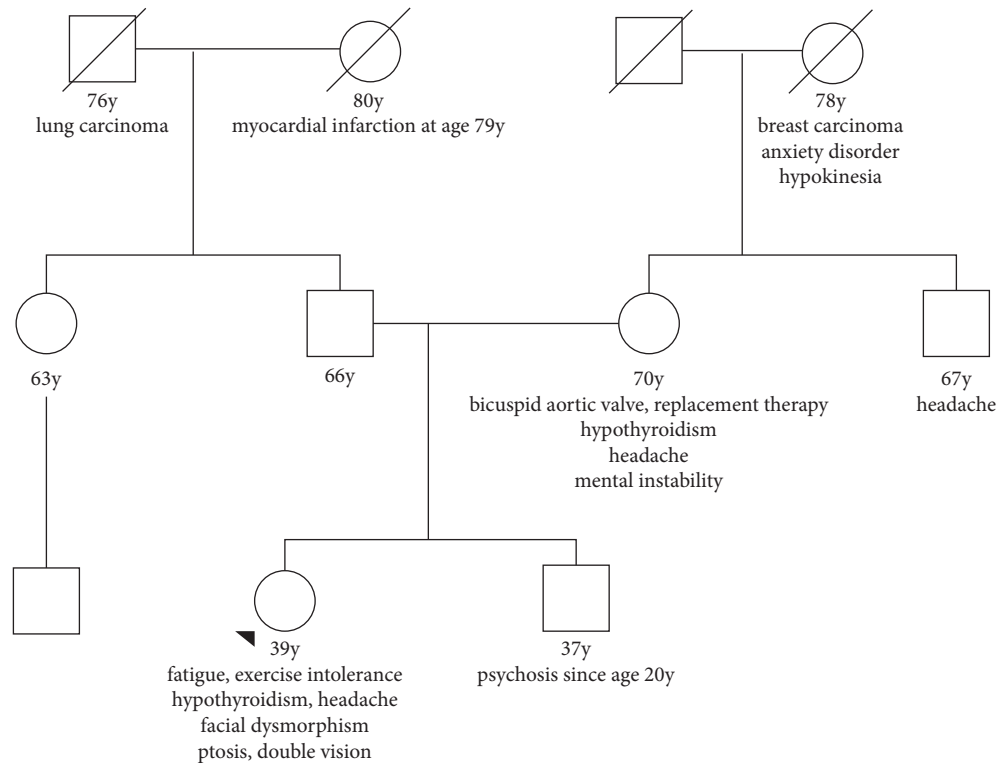 76y
lung carcinoma
80y
myocardial infarction at age 79y
78y
breast carcinoma
anxiety disorder
hypokinesia
63y
66y
70y
bicuspid aortic valve, replacement therapy
hypothyroidism
headache
mental instability
67y
headache
39y
fatigue, exercise intolerance
hypothyroidism, headache
facial dysmorphism
ptosis, double vision
37y
psychosis since age 20y